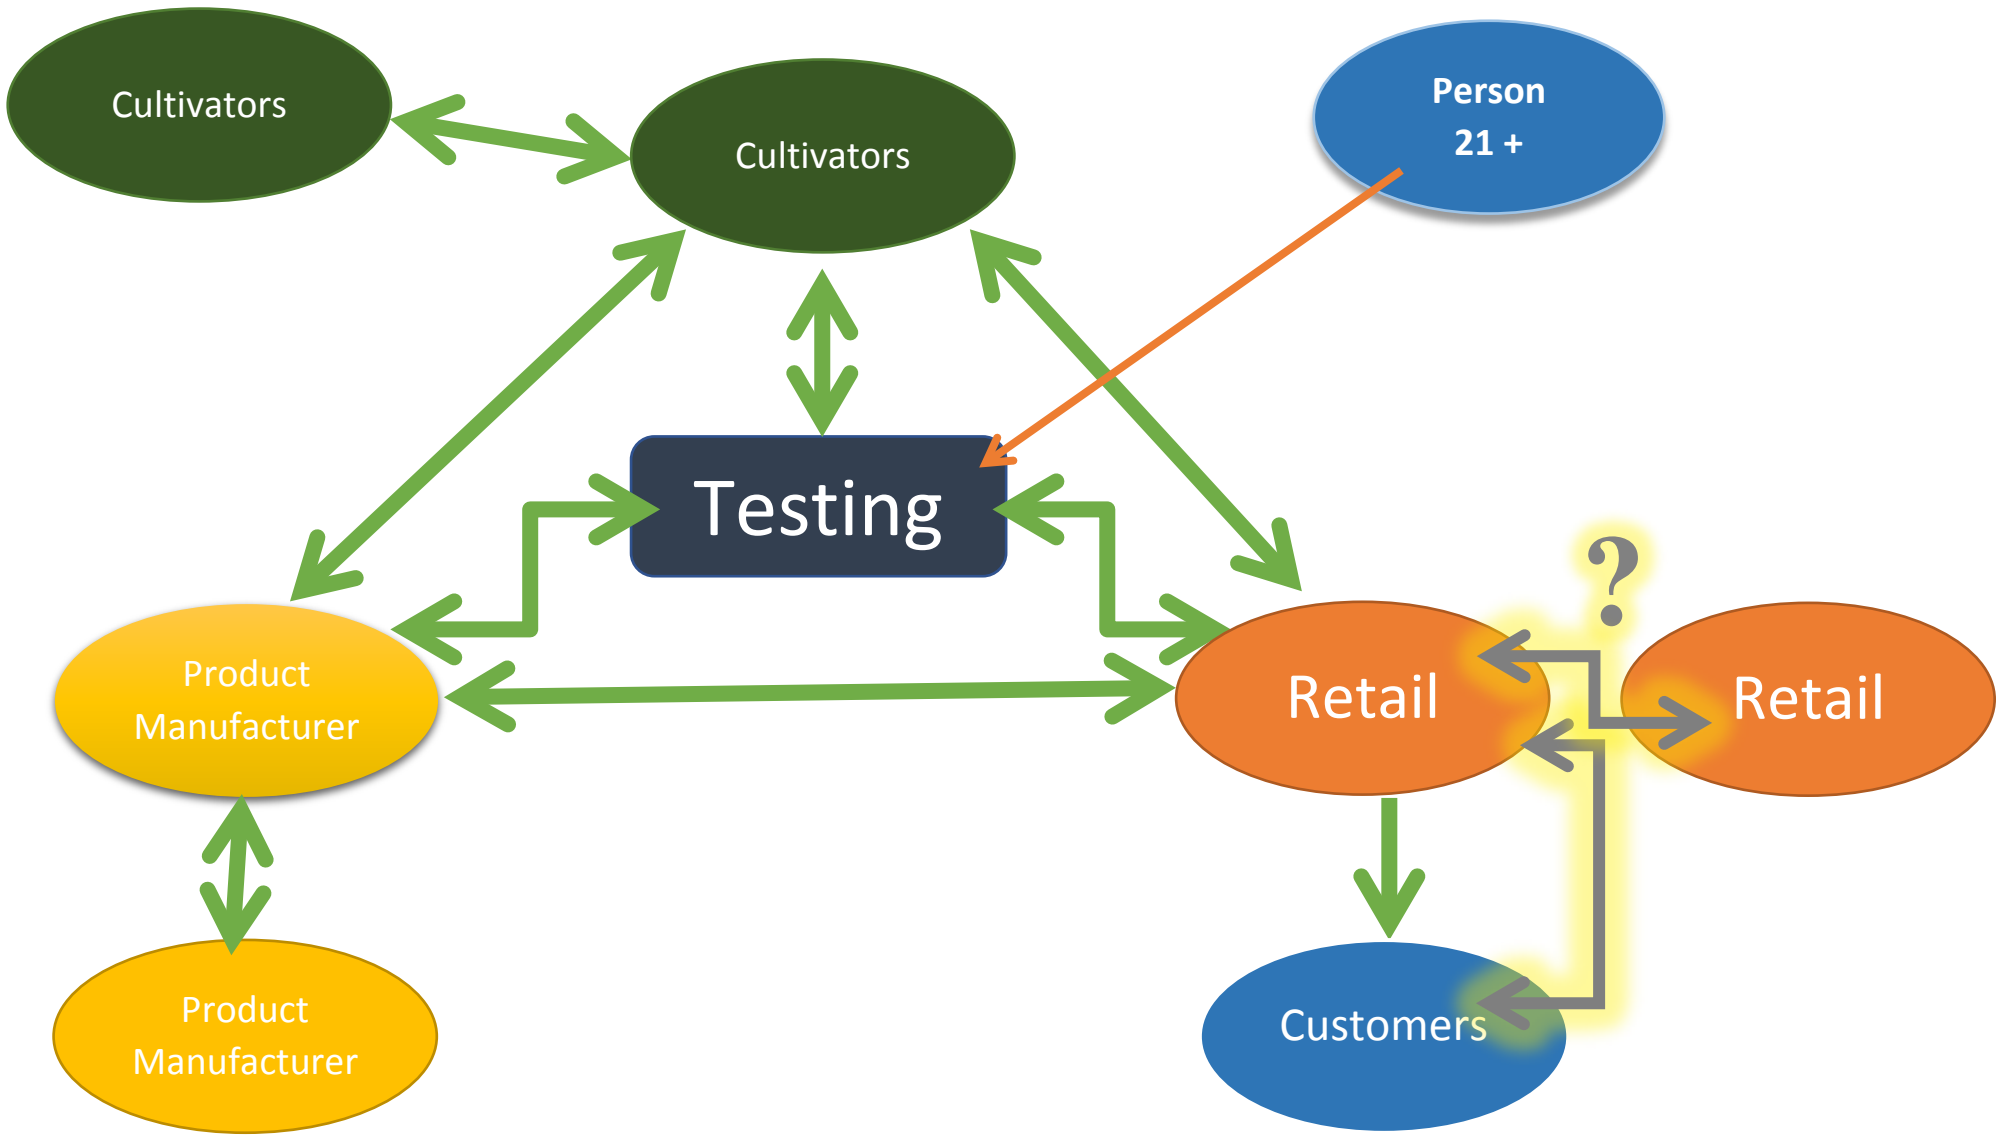 Cultivators
Cultivators
Person
21 +
Testing
?
Product
Manufacturer
Retail
Retail
Product
Manufacturer
Customers